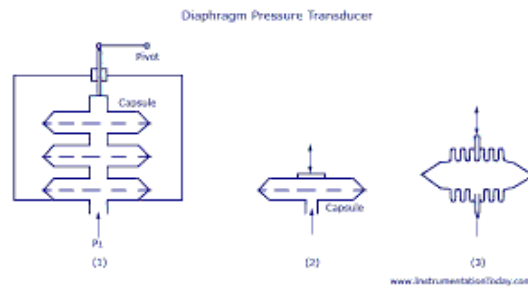 Diaphragm Pressure Transducer
Pivot
Capsule
Capsule
P1
(1)
(2)
(3)
www.InstrumentationToday.com